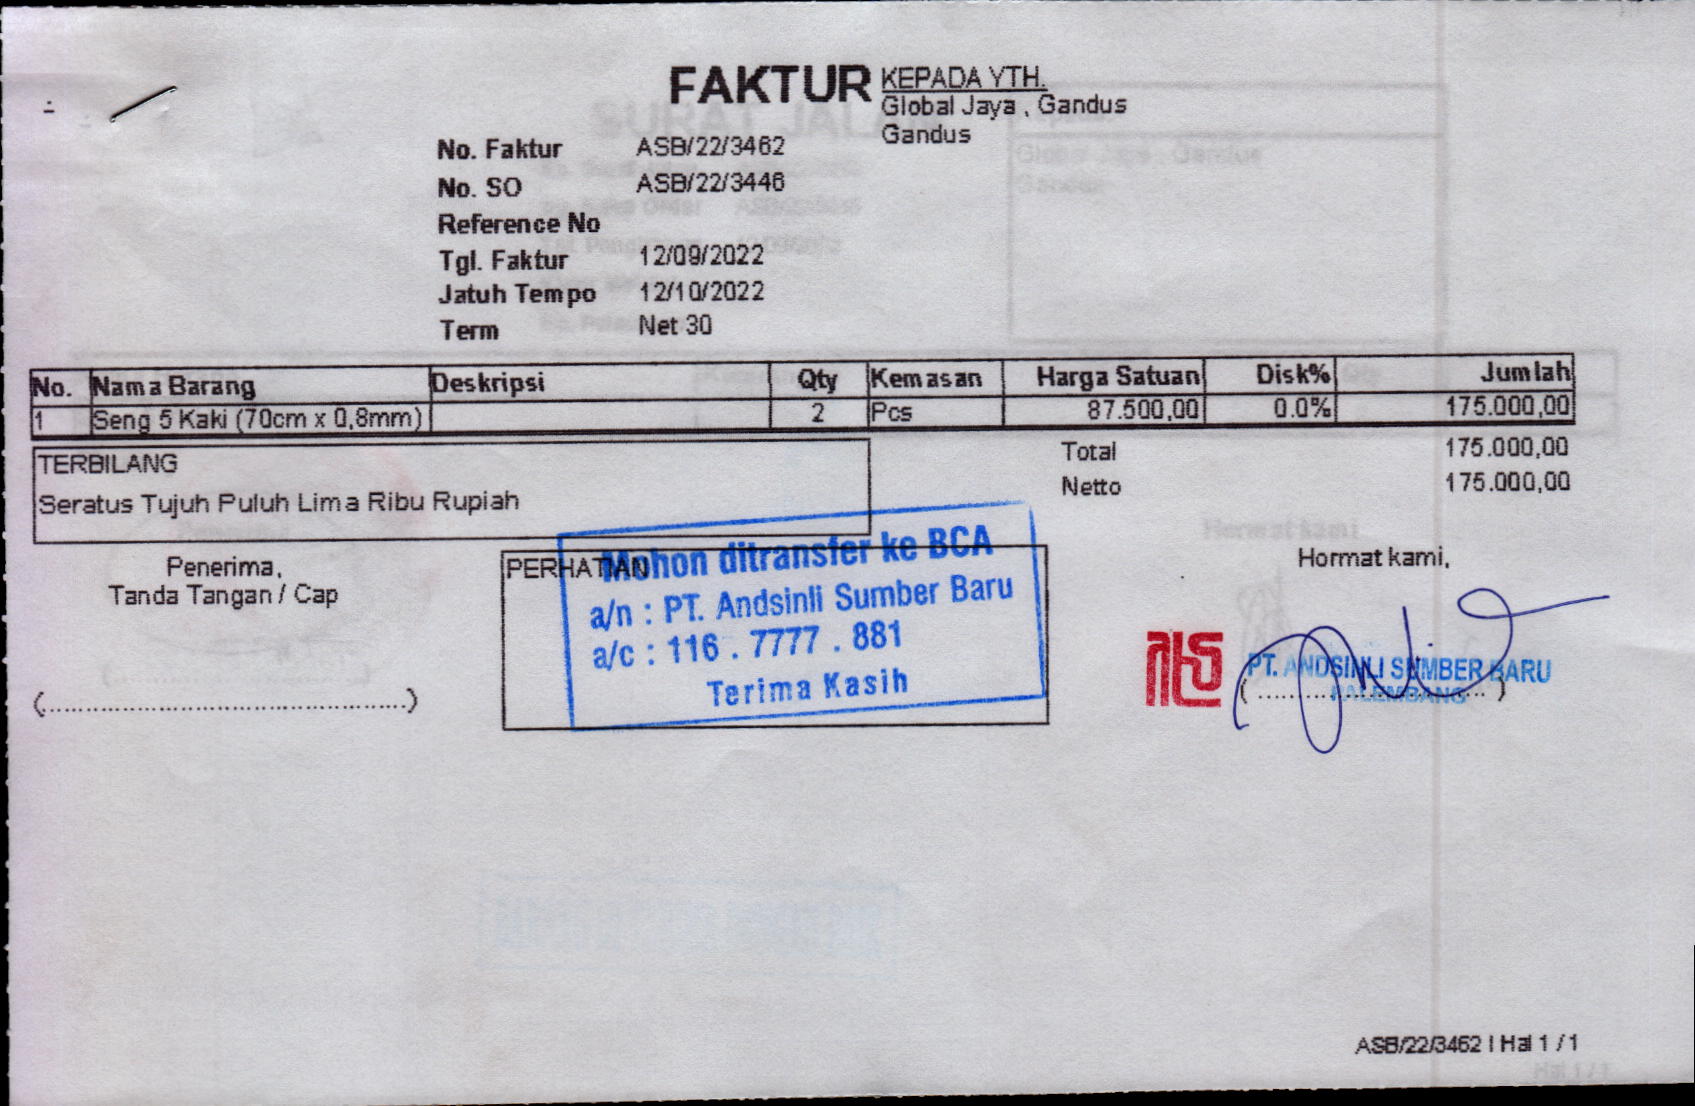 FAKTUR
KEPADA YTH.
Global Jaya , Gandus
Gandus
No. Faktur ASB/22/3462
No. SO ASB/22/3446
Reference No
Tgl. Faktur 12/09/2022
Jatuh Tempo 12/10/2022
Term Net 30
No. Nama Barang Deskripsi Qty Kemasan Harga Satuan Disk% Jumlah
1 Seng 5 Kaki (70cm x 0,8mm) 2 Pcs 87.500,00 0.0% 175.000,00
Total 175.000,00
Netto 175.000,00
TERBILANG
Seratus Tujuh Puluh Lima Ribu Rupiah
Penerima,
Tanda Tangan / Cap
(..............................................)
PERHATIAN
Mohon ditransfer ke BCA
a/n : PT. Andsinli Sumber Baru
a/c : 116 . 7777 . 881
Terima Kasih
Hormat kami,
PT. ANDSINLI SUMBER BARU
PALEMBANG
ASB/22/3462 | Hal 1 / 1